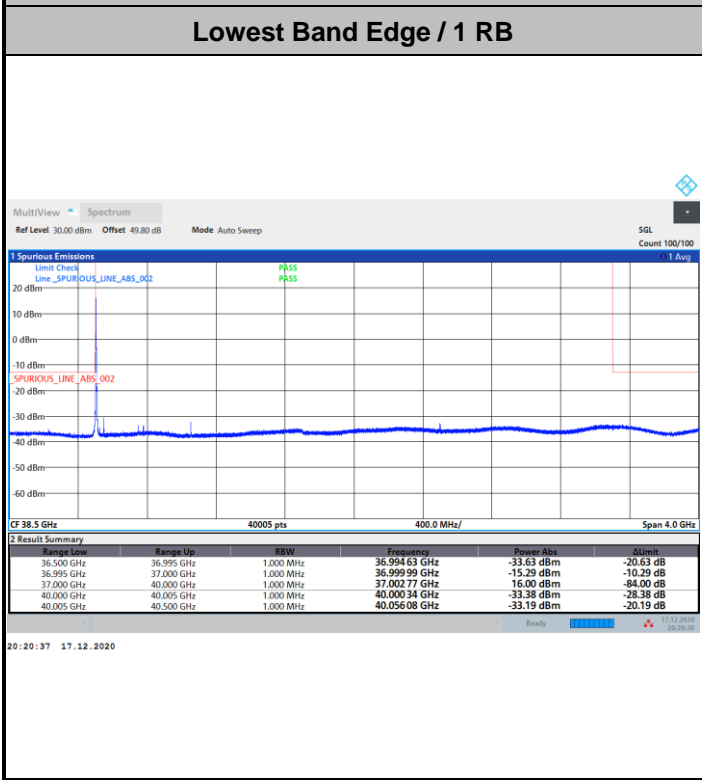 Lowest Band Edge / 1 RB
MultiView Spectrum
Ref Level 30.00 dBm Offset 49.80 dB Mode Auto Sweep SGL
Count 100/100
1 Spurious Emissions 1 Avg
Limit Check PASS
Line _SPURIOUS_LINE_ABS_002 PASS
20 dBm
10 dBm
0 dBm
-10 dBm
_SPURIOUS_LINE_ABS_002
-20 dBm
-30 dBm
-40 dBm
-50 dBm
-60 dBm
CF 38.5 GHz 40005 pts 400.0 MHz/ Span 4.0 GHz
2 Result Summary
Range Low Range Up RBW Frequency Power Abs ΔLimit
36.500 GHz 36.995 GHz 1.000 MHz 36.994 63 GHz -33.63 dBm -20.63 dB
36.995 GHz 37.000 GHz 1.000 MHz 36.999 99 GHz -15.29 dBm -10.29 dB
37.000 GHz 40.000 GHz 1.000 MHz 37.002 77 GHz 16.00 dBm -84.00 dB
40.000 GHz 40.005 GHz 1.000 MHz 40.000 34 GHz -33.38 dBm -28.38 dB
40.005 GHz 40.500 GHz 1.000 MHz 40.056 08 GHz -33.19 dBm -20.19 dB
Ready 17.12.2020
20:20:38
20:20:37 17.12.2020